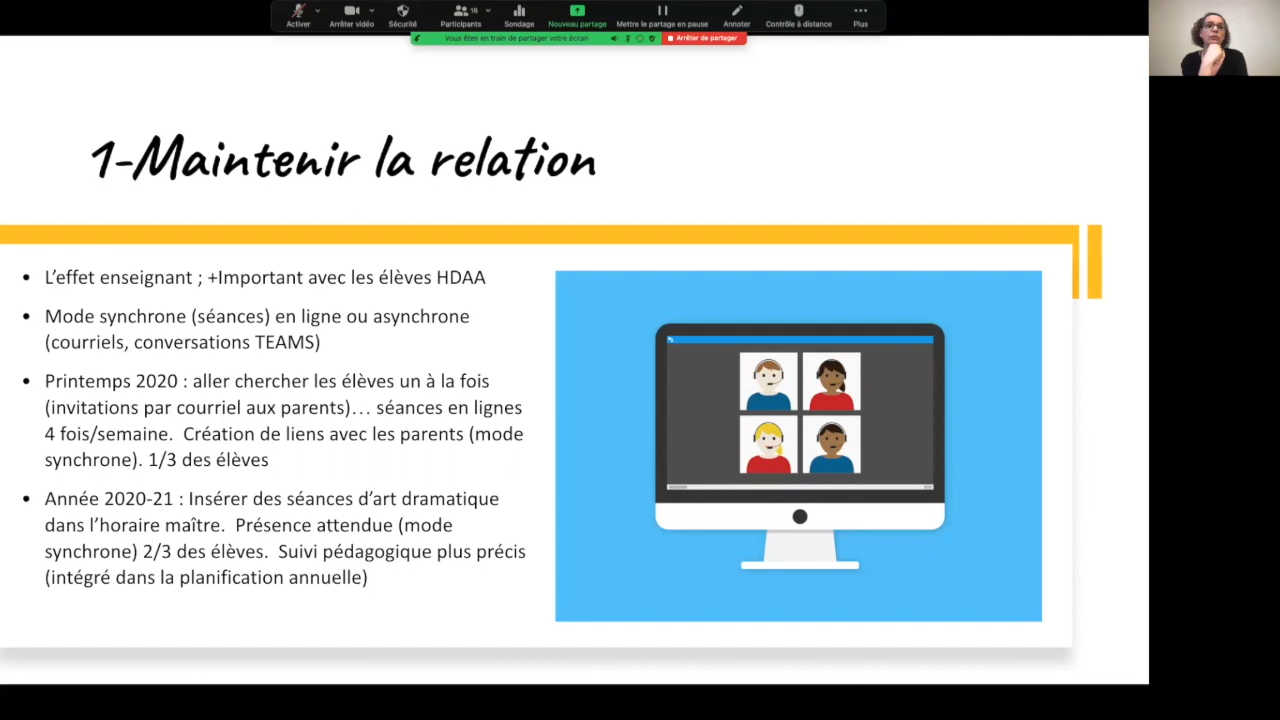 Activer
Arrêter vidéo
Sécurité
Participants
16
Sondage
Nouveau partage
Mettre le partage en pause
Annoter
Contrôle à distance
Plus
Vous êtes en train de partager votre écran
Arrêter de partager
1-Maintenir la relation
• L’effet enseignant ; +Important avec les élèves HDAA
• Mode synchrone (séances) en ligne ou asynchrone
(courriels, conversations TEAMS)
• Printemps 2020 : aller chercher les élèves un à la fois
(invitations par courriel aux parents)… séances en lignes
4 fois/semaine.  Création de liens avec les parents (mode
synchrone). 1/3 des élèves
• Année 2020-21 : Insérer des séances d’art dramatique
dans l’horaire maître.  Présence attendue (mode
synchrone) 2/3 des élèves.  Suivi pédagogique plus précis
(intégré dans la planification annuelle)